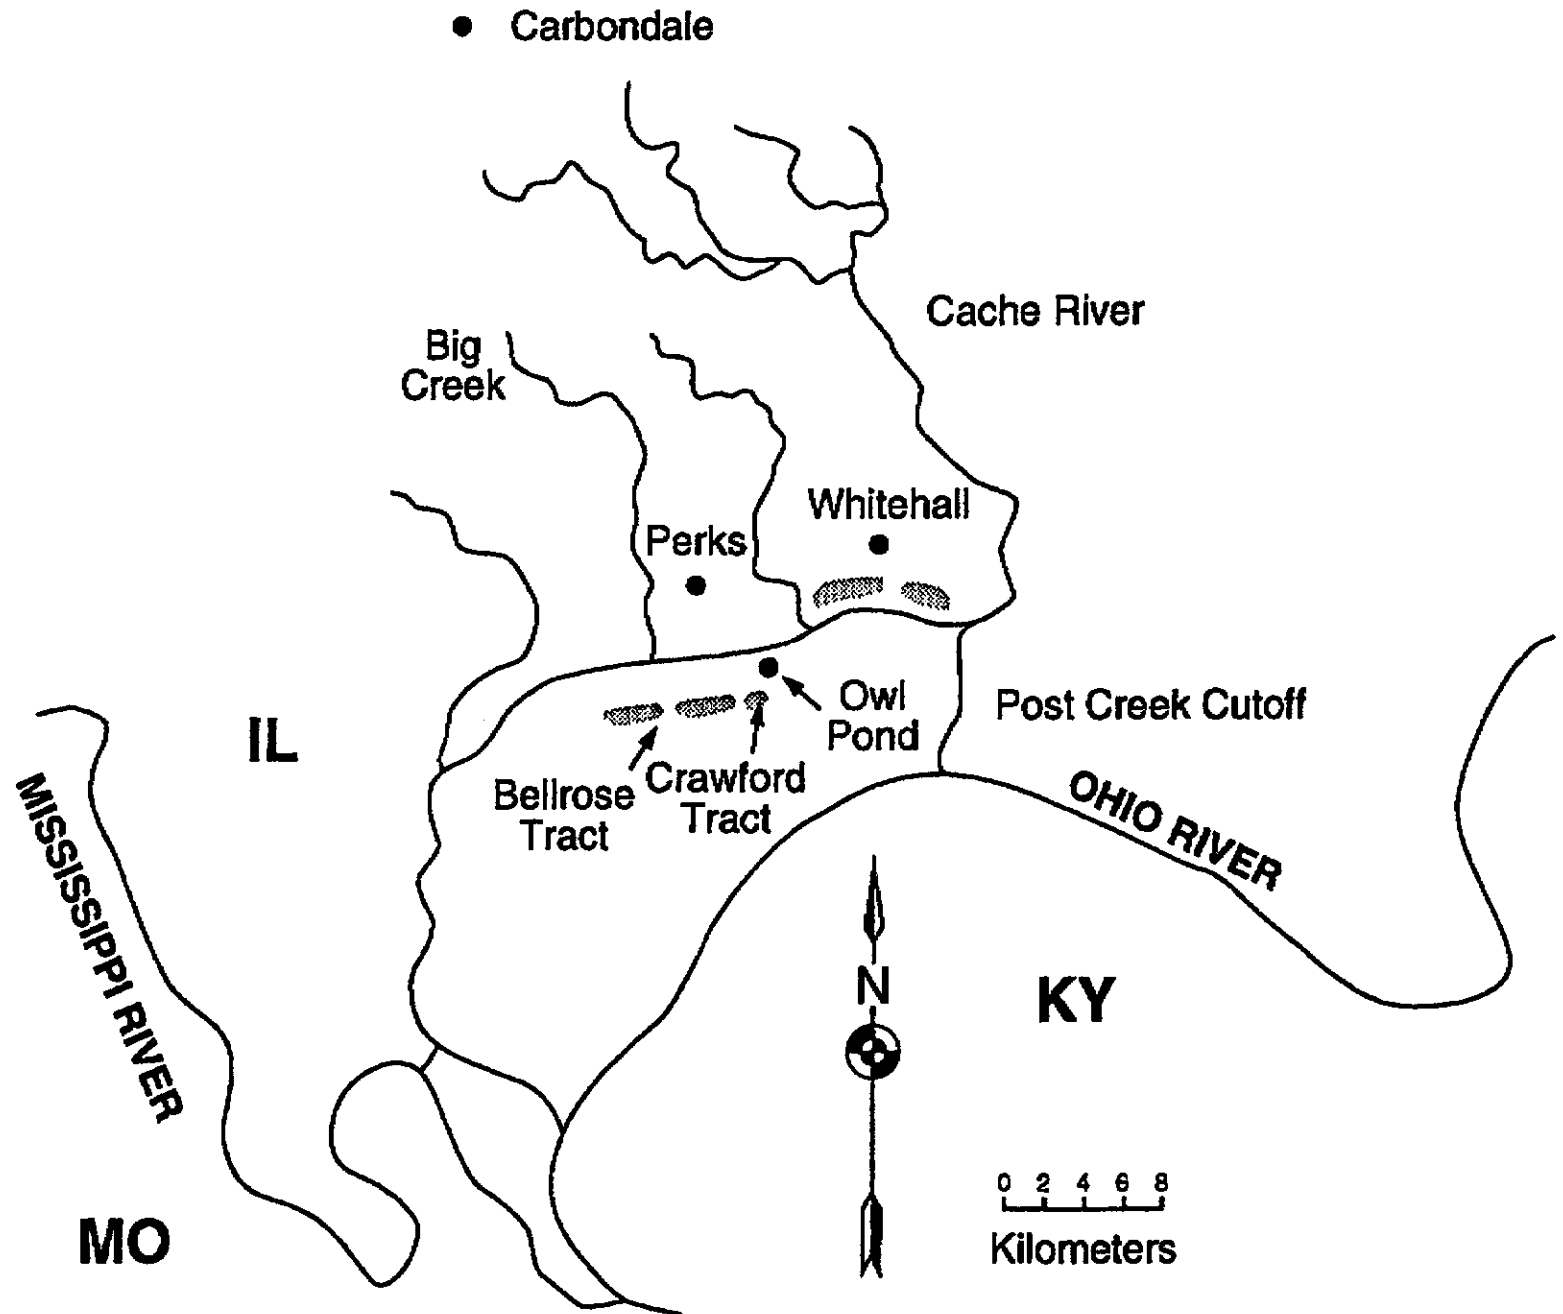 Carbondale
Cache River
Big
Creek
Whitehall
Perks
Owl
Pond
Post Creek Cutoff
IL
Bellrose
Tract
Crawford
Tract
OHIO RIVER
MISSISSIPPI RIVER
N
KY
0 2 4 6 8
Kilometers
MO